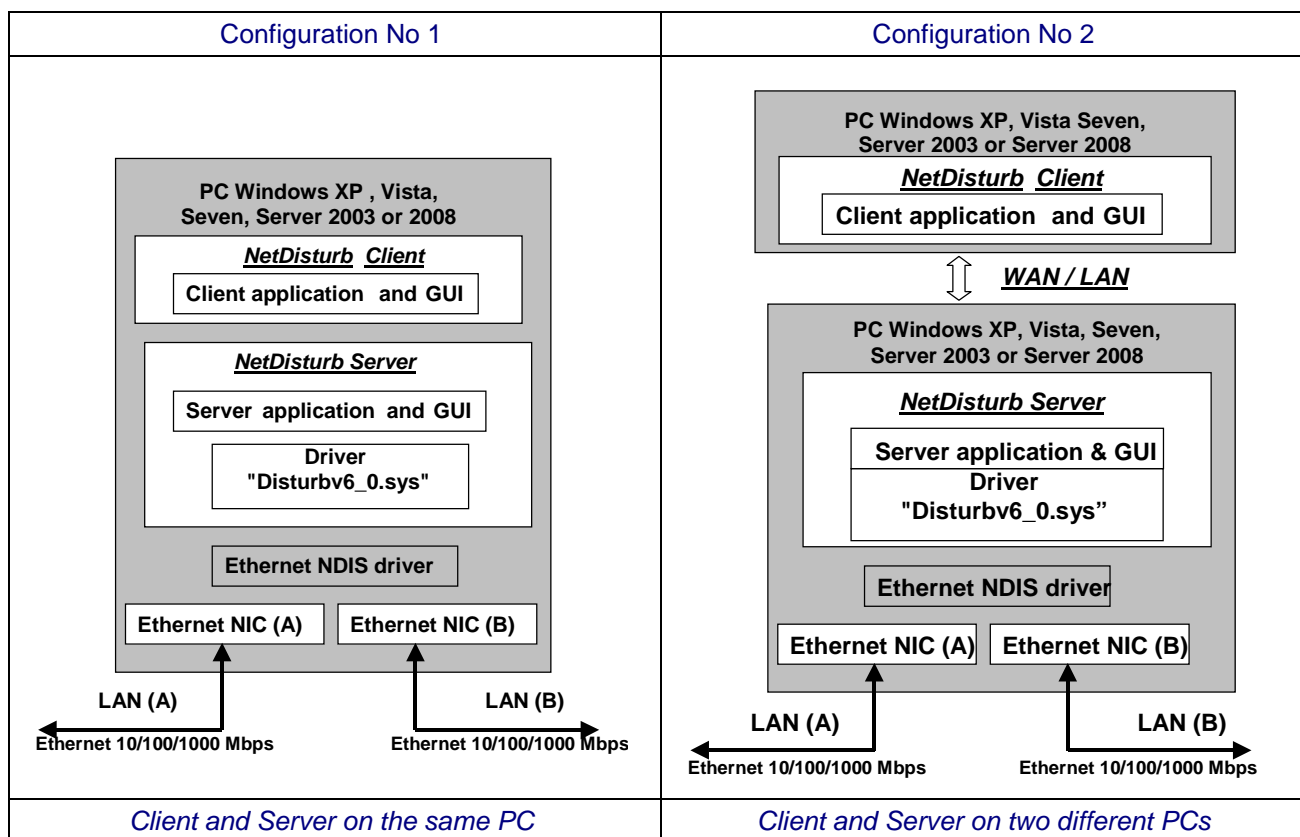 Configuration No 1
PC Windows XP , Vista,
Seven, Server 2003 or 2008
NetDisturb Client
Client application and GUI
NetDisturb Server
Server application and GUI
Driver
"Disturbv6_0.sys"
Ethernet NDIS driver
Ethernet NIC (A)
Ethernet NIC (B)
LAN (A)
LAN (B)
Ethernet 10/100/1000 Mbps
Ethernet 10/100/1000 Mbps
Client and Server on the same PC
Configuration No 2
PC Windows XP, Vista Seven,
Server 2003 or Server 2008
NetDisturb Client
Client application and GUI
WAN / LAN
PC Windows XP, Vista, Seven,
Server 2003 or Server 2008
NetDisturb Server
Server application & GUI
Driver
"Disturbv6_0.sys”
Ethernet NDIS driver
Ethernet NIC (A)
Ethernet NIC (B)
LAN (A)
LAN (B)
Ethernet 10/100/1000 Mbps
Ethernet 10/100/1000 Mbps
Client and Server on two different PCs